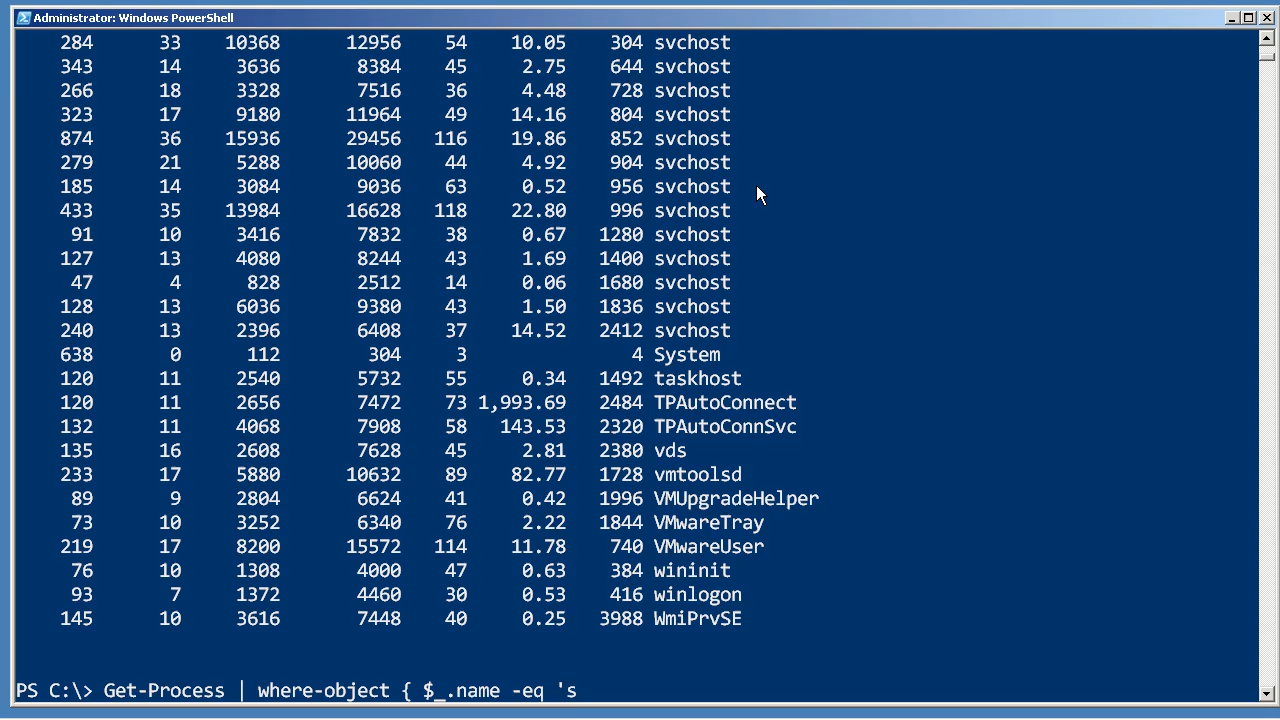 Administrator: Windows PowerShell
284 33 10368 12956 54 10.05 304 svchost
343 14 3636 8384 45 2.75 644 svchost
266 18 3328 7516 36 4.48 728 svchost
323 17 9180 11964 49 14.16 804 svchost
874 36 15936 29456 116 19.86 852 svchost
279 21 5288 10060 44 4.92 904 svchost
185 14 3084 9036 63 0.52 956 svchost
433 35 13984 16628 118 22.80 996 svchost
91 10 3416 7832 38 0.67 1280 svchost
127 13 4080 8244 43 1.69 1400 svchost
47 4 828 2512 14 0.06 1680 svchost
128 13 6036 9380 43 1.50 1836 svchost
240 13 2396 6408 37 14.52 2412 svchost
638 0 112 304 3 4 System
120 11 2540 5732 55 0.34 1492 taskhost
120 11 2656 7472 73 1,993.69 2484 TPAutoConnect
132 11 4068 7908 58 143.53 2320 TPAutoConnSvc
135 16 2608 7628 45 2.81 2380 vds
233 17 5880 10632 89 82.77 1728 vmtoolsd
89 9 2804 6624 41 0.42 1996 VMUpgradeHelper
73 10 3252 6340 76 2.22 1844 VMwareTray
219 17 8200 15572 114 11.78 740 VMwareUser
76 10 1308 4000 47 0.63 384 wininit
93 7 1372 4460 30 0.53 416 winlogon
145 10 3616 7448 40 0.25 3988 WmiPrvSE
PS C:\> Get-Process | where-object { $_.name -eq 's